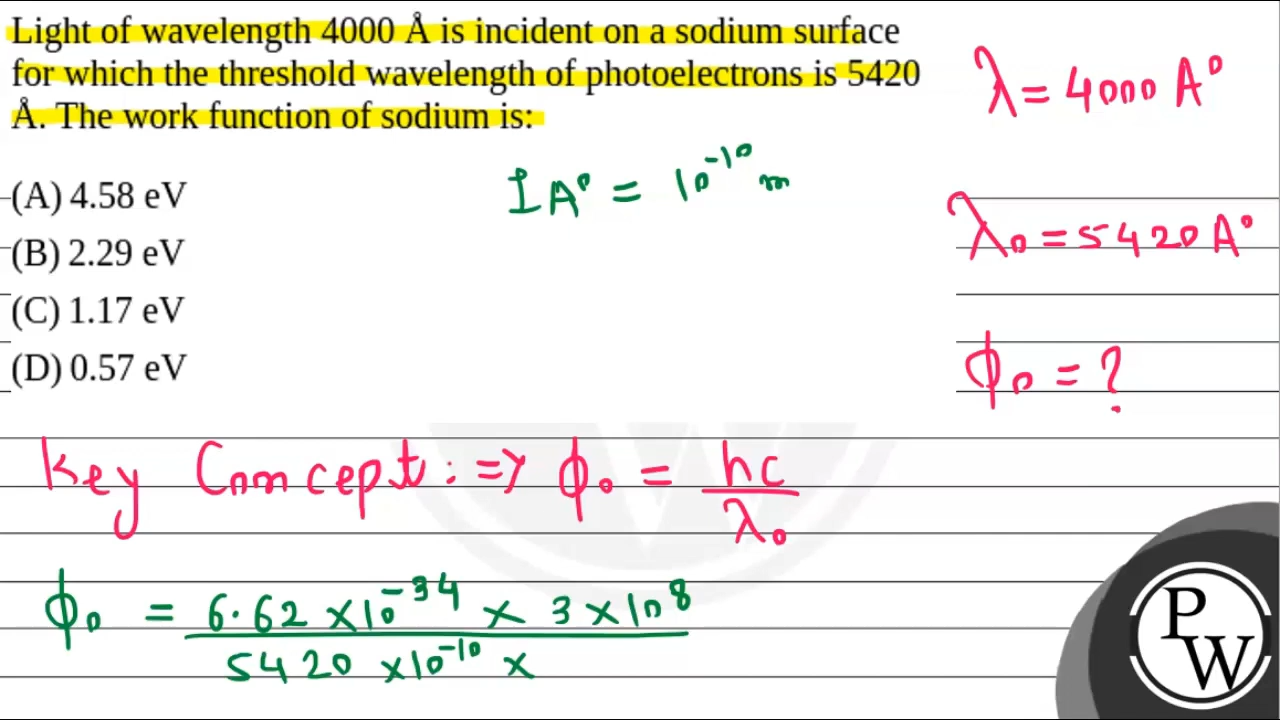 Light of wavelength 4000 Å is incident on a sodium surface
for which the threshold wavelength of photoelectrons is 5420
Å. The work function of sodium is:
(A) 4.58 eV
(B) 2.29 eV
(C) 1.17 eV
(D) 0.57 eV
λ = 4000 A°
1 A° = 10⁻¹⁰ m
λ₀ = 5420 A°
ϕ₀ = ?
Key Concept : => ϕ₀ = hc / λ₀
ϕ₀ = 6.62 × 10⁻³⁴ × 3 × 10⁸
5420 × 10⁻¹⁰ ×
PW